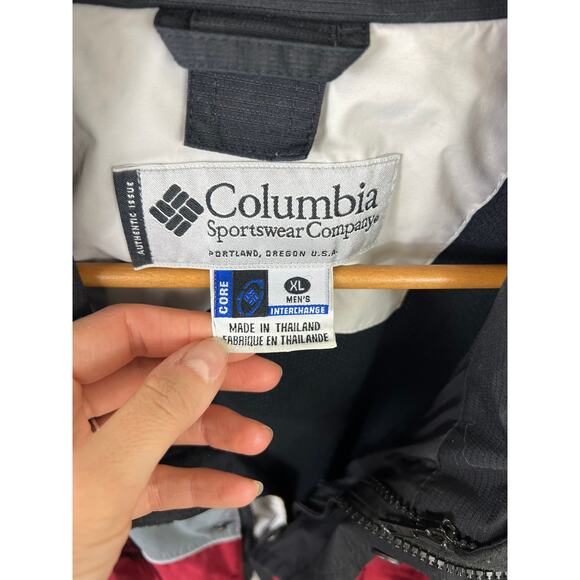 AUTHENTIC ISSUE
Columbia
Sportswear Company®
PORTLAND, OREGON U.S.A.
CORE
XL
MEN'S
INTERCHANGE
MADE IN THAILAND
FABRIQUE EN THAILANDE